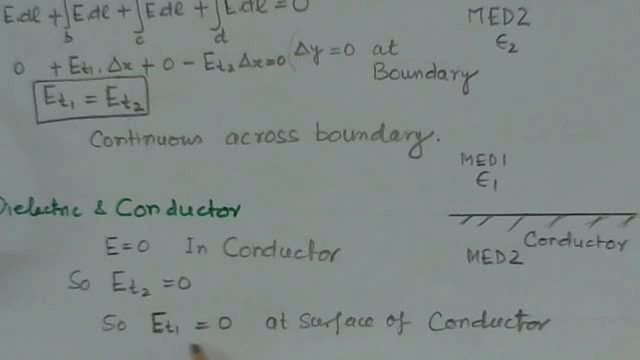 E.dl + ∫ E.dl + ∫ E.dl + ∫ E.dl = 0
b c d
MED2
ε2
0 + Et1 . Δx + 0 - Et2 Δx = 0 Δy = 0 at
Boundary
Et1 = Et2
Continuous across boundary.
MED1
ε1
Dielectric & Conductor
E=0 In Conductor
Conductor
MED2
So Et2 = 0
So Et1 = 0 at surface of Conductor